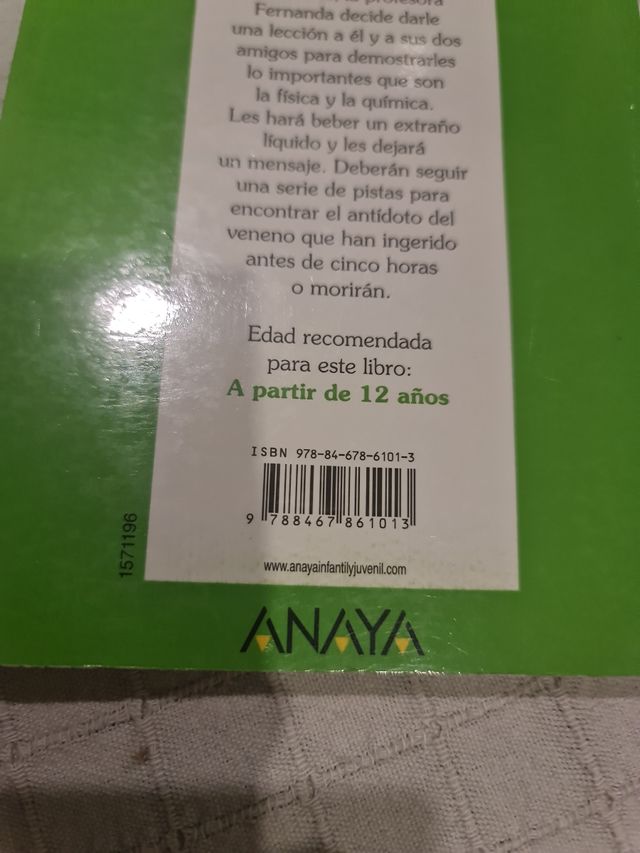 profesora
Fernanda decide darle
una lección a él y a sus dos
amigos para demostrarles
lo importantes que son
la física y la química.
Les hará beber un extraño
líquido y les dejará
un mensaje. Deberán seguir
una serie de pistas para
encontrar el antídoto del
veneno que han ingerido
antes de cinco horas
o morirán.
Edad recomendada
para este libro:
A partir de 12 años
ISBN 978-84-678-6101-3
9 788467 861013
1571196
www.anayainfantilyjuvenil.com
ANAYA